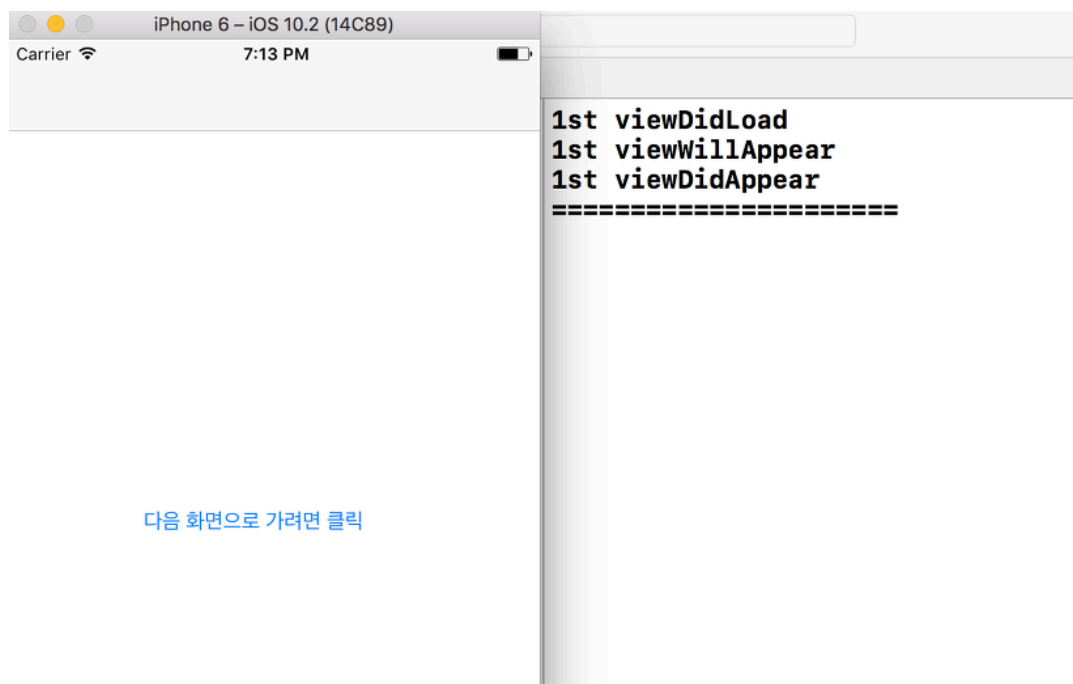 iPhone 6 – iOS 10.2 (14C89)
Carrier 7:13 PM
1st viewDidLoad
1st viewWillAppear
1st viewDidAppear
======================
다음 화면으로 가려면 클릭